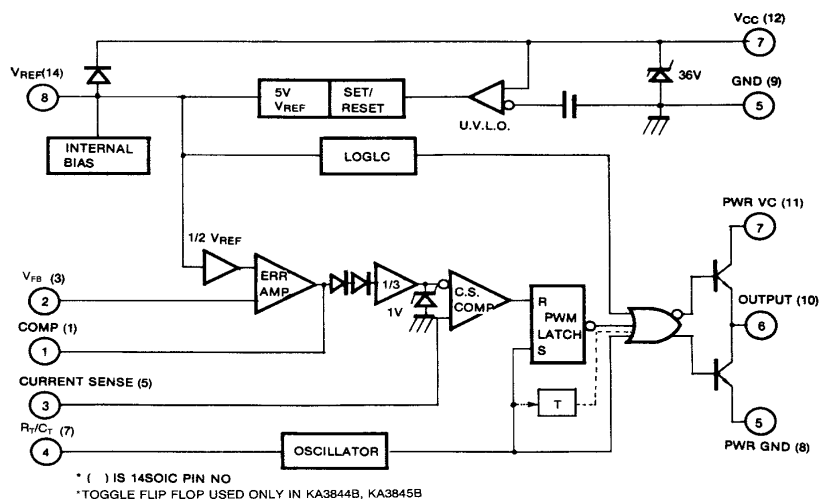 VCC (12)
7
VREF(14)
8
5V
VREF
SET/
RESET
36V
GND (9)
5
U.V.L.O.
INTERNAL
BIAS
LOGLC
PWR VC (11)
7
1/2 VREF
ERR
AMP
1/3
1V
C.S.
COMP
R
PWM
LATCH
S
VFB (3)
2
OUTPUT (10)
6
COMP (1)
1
CURRENT SENSE (5)
3
T
5
PWR GND (8)
RT/CT (7)
4
OSCILLATOR
* ( ) IS 14SOIC PIN NO
*TOGGLE FLIP FLOP USED ONLY IN KA3844B, KA3845B